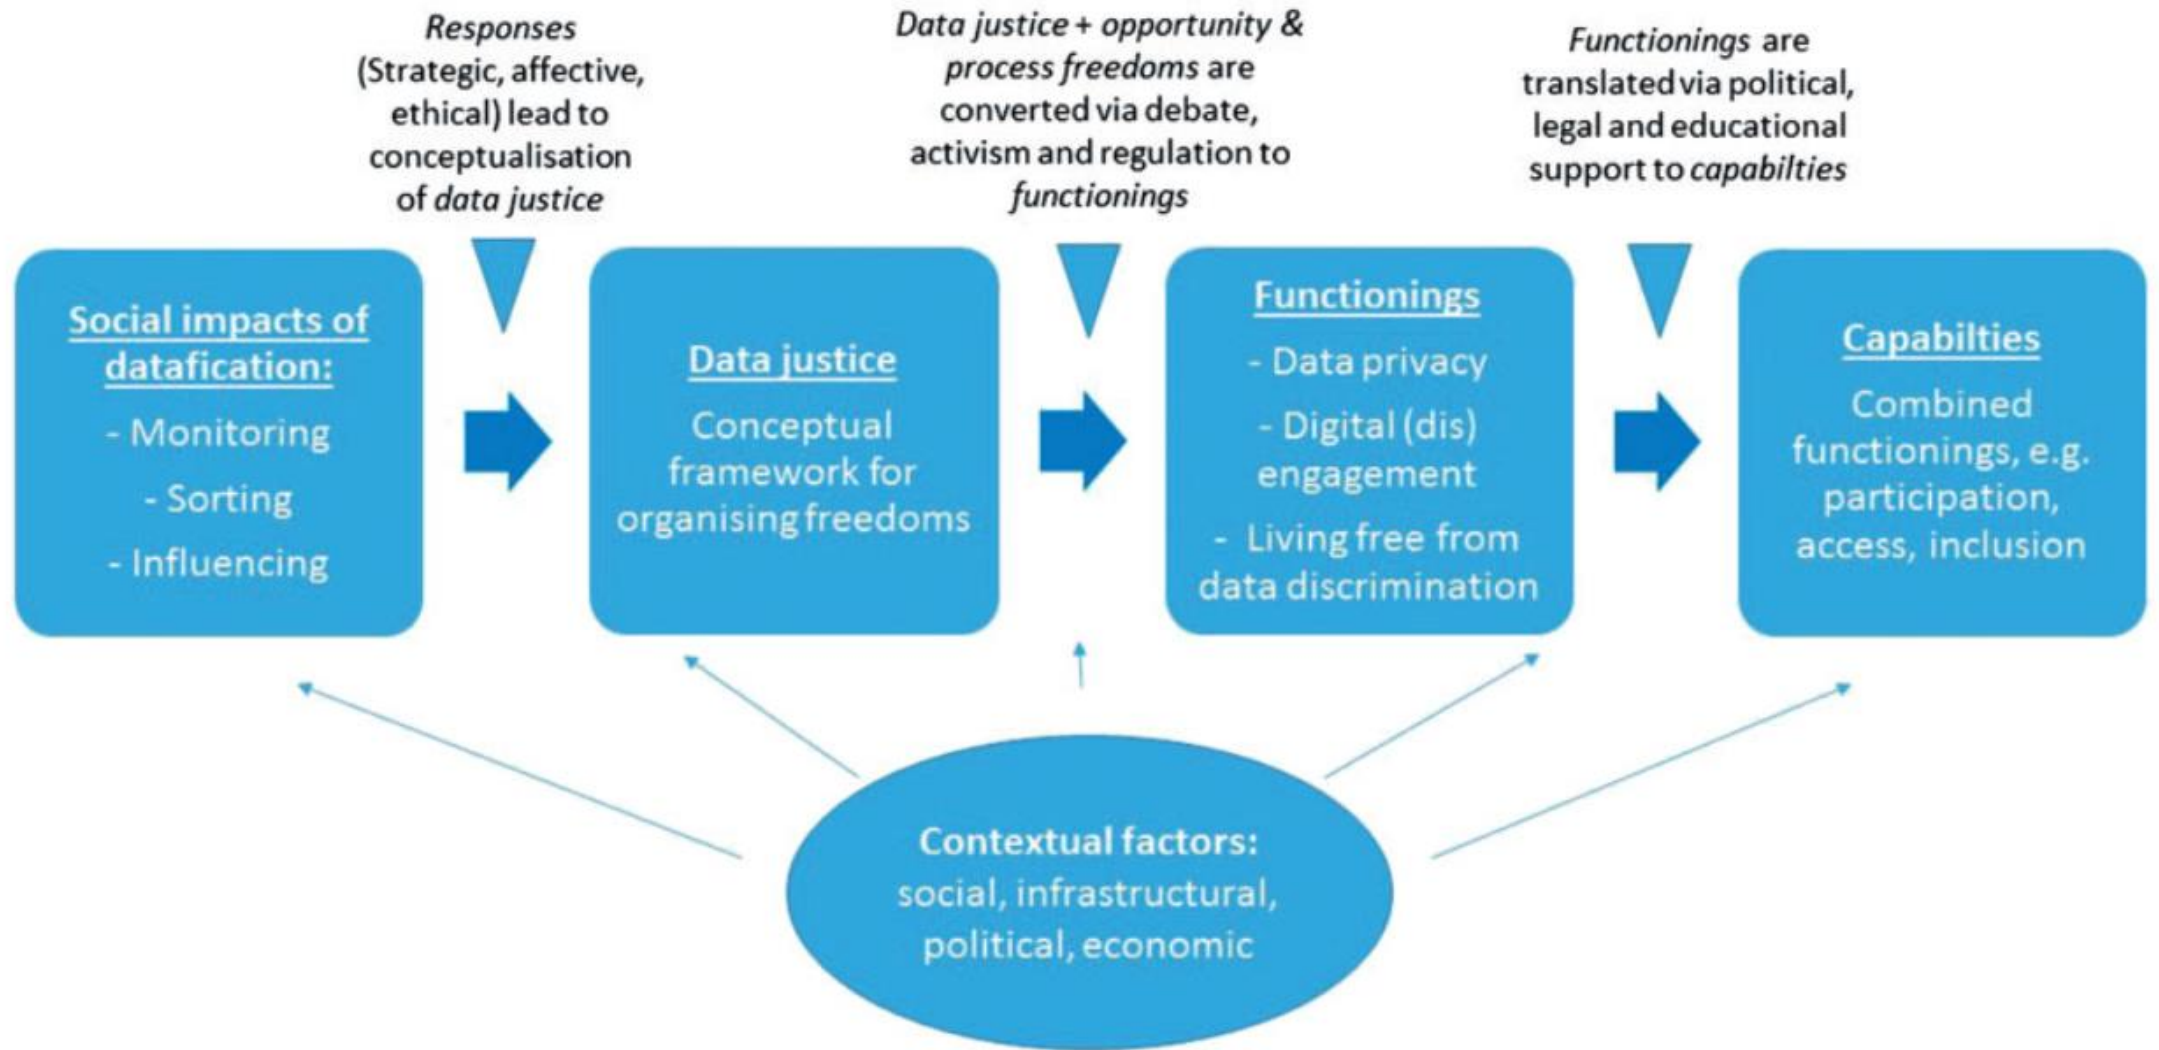 Responses
(Strategic, affective,
ethical) lead to
conceptualisation
of data justice
Data justice + opportunity &
process freedoms are
converted via debate,
activism and regulation to
functionings
Functionings are
translated via political,
legal and educational
support to capabilties
Social impacts of
datafication:
- Monitoring
- Sorting
- Influencing
Data justice
Conceptual
framework for
organising freedoms
Functionings
- Data privacy
- Digital (dis)
engagement
- Living free from
data discrimination
Capabilties
Combined
functionings, e.g.
participation,
access, inclusion
Contextual factors:
social, infrastructural,
political, economic